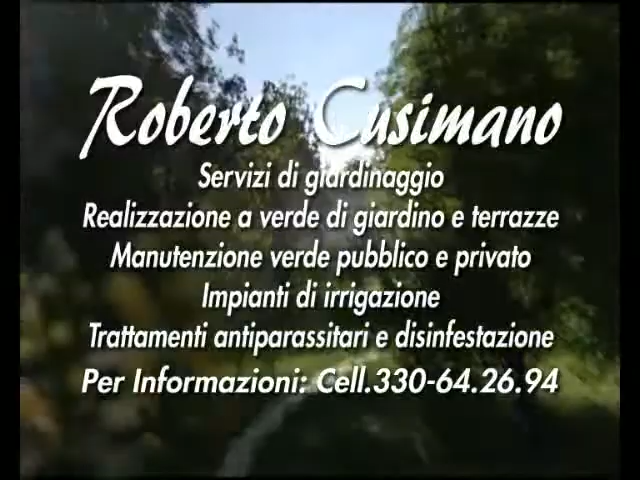 Roberto Cusimano
Servizi di giardinaggio
Realizzazione a verde di giardino e terrazze
Manutenzione verde pubblico e privato
Impianti di irrigazione
Trattamenti antiparassitari e disinfestazione
Per Informazioni: Cell.330-64.26.94